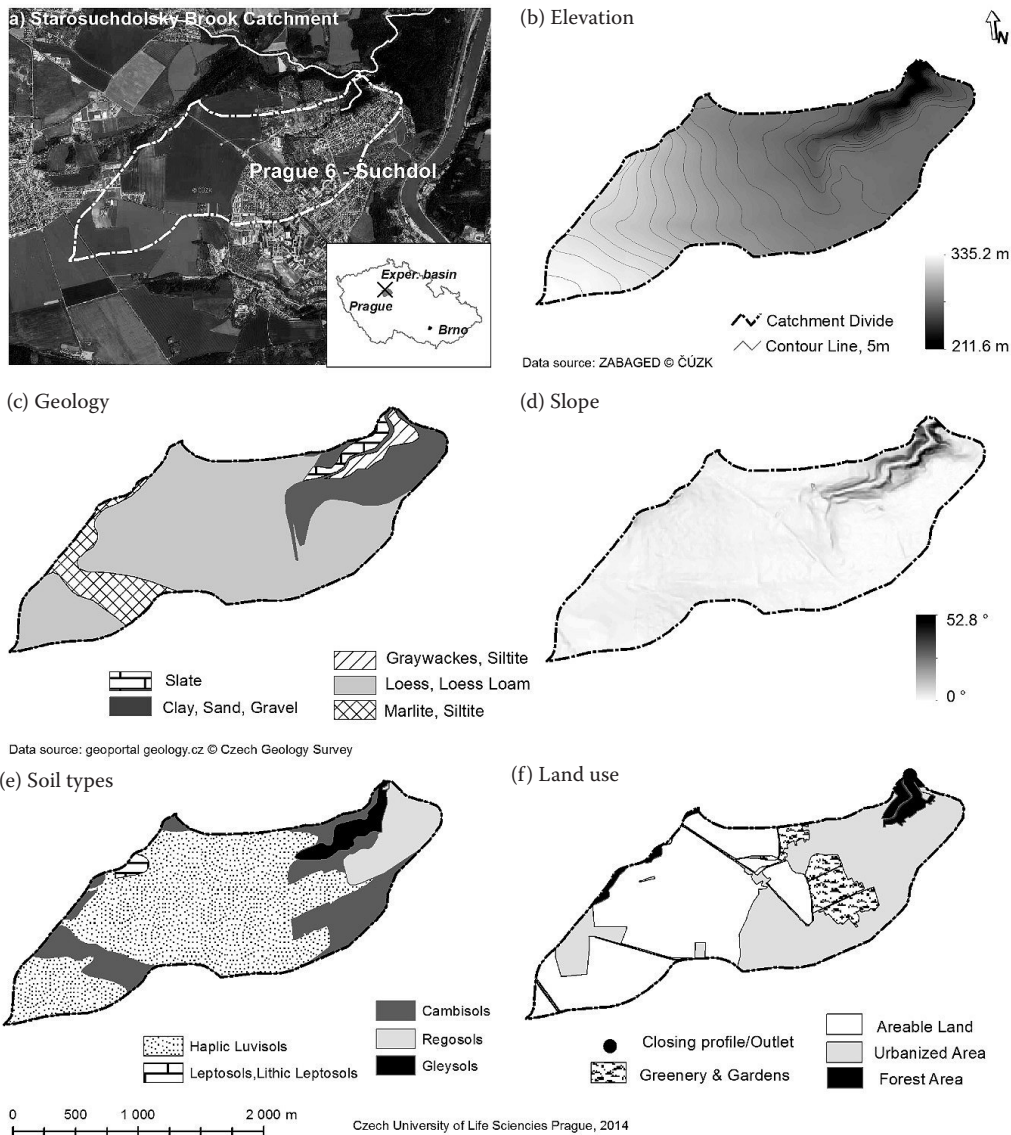 a) Starosuchdolsky Brook Catchment
Prague 6 - Suchdol
© ČÚZK
Exper. basin
Prague
Brno
(b) Elevation
N
335.2 m
Catchment Divide
Contour Line, 5m
211.6 m
Data source: ZABAGED © ČÚZK
(c) Geology
Slate
Clay, Sand, Gravel
Graywackes, Siltite
Loess, Loess Loam
Marlite, Siltite
Data source: geoportal geology.cz © Czech Geology Survey
(d) Slope
52.8 °
0 °
(e) Soil types
Haplic Luvisols
Leptosols,Lithic Leptosols
Cambisols
Regosols
Gleysols
(f) Land use
Closing profile/Outlet
Greenery & Gardens
Areable Land
Urbanized Area
Forest Area
0 500 1 000 2 000 m
Czech University of Life Sciencies Prague, 2014